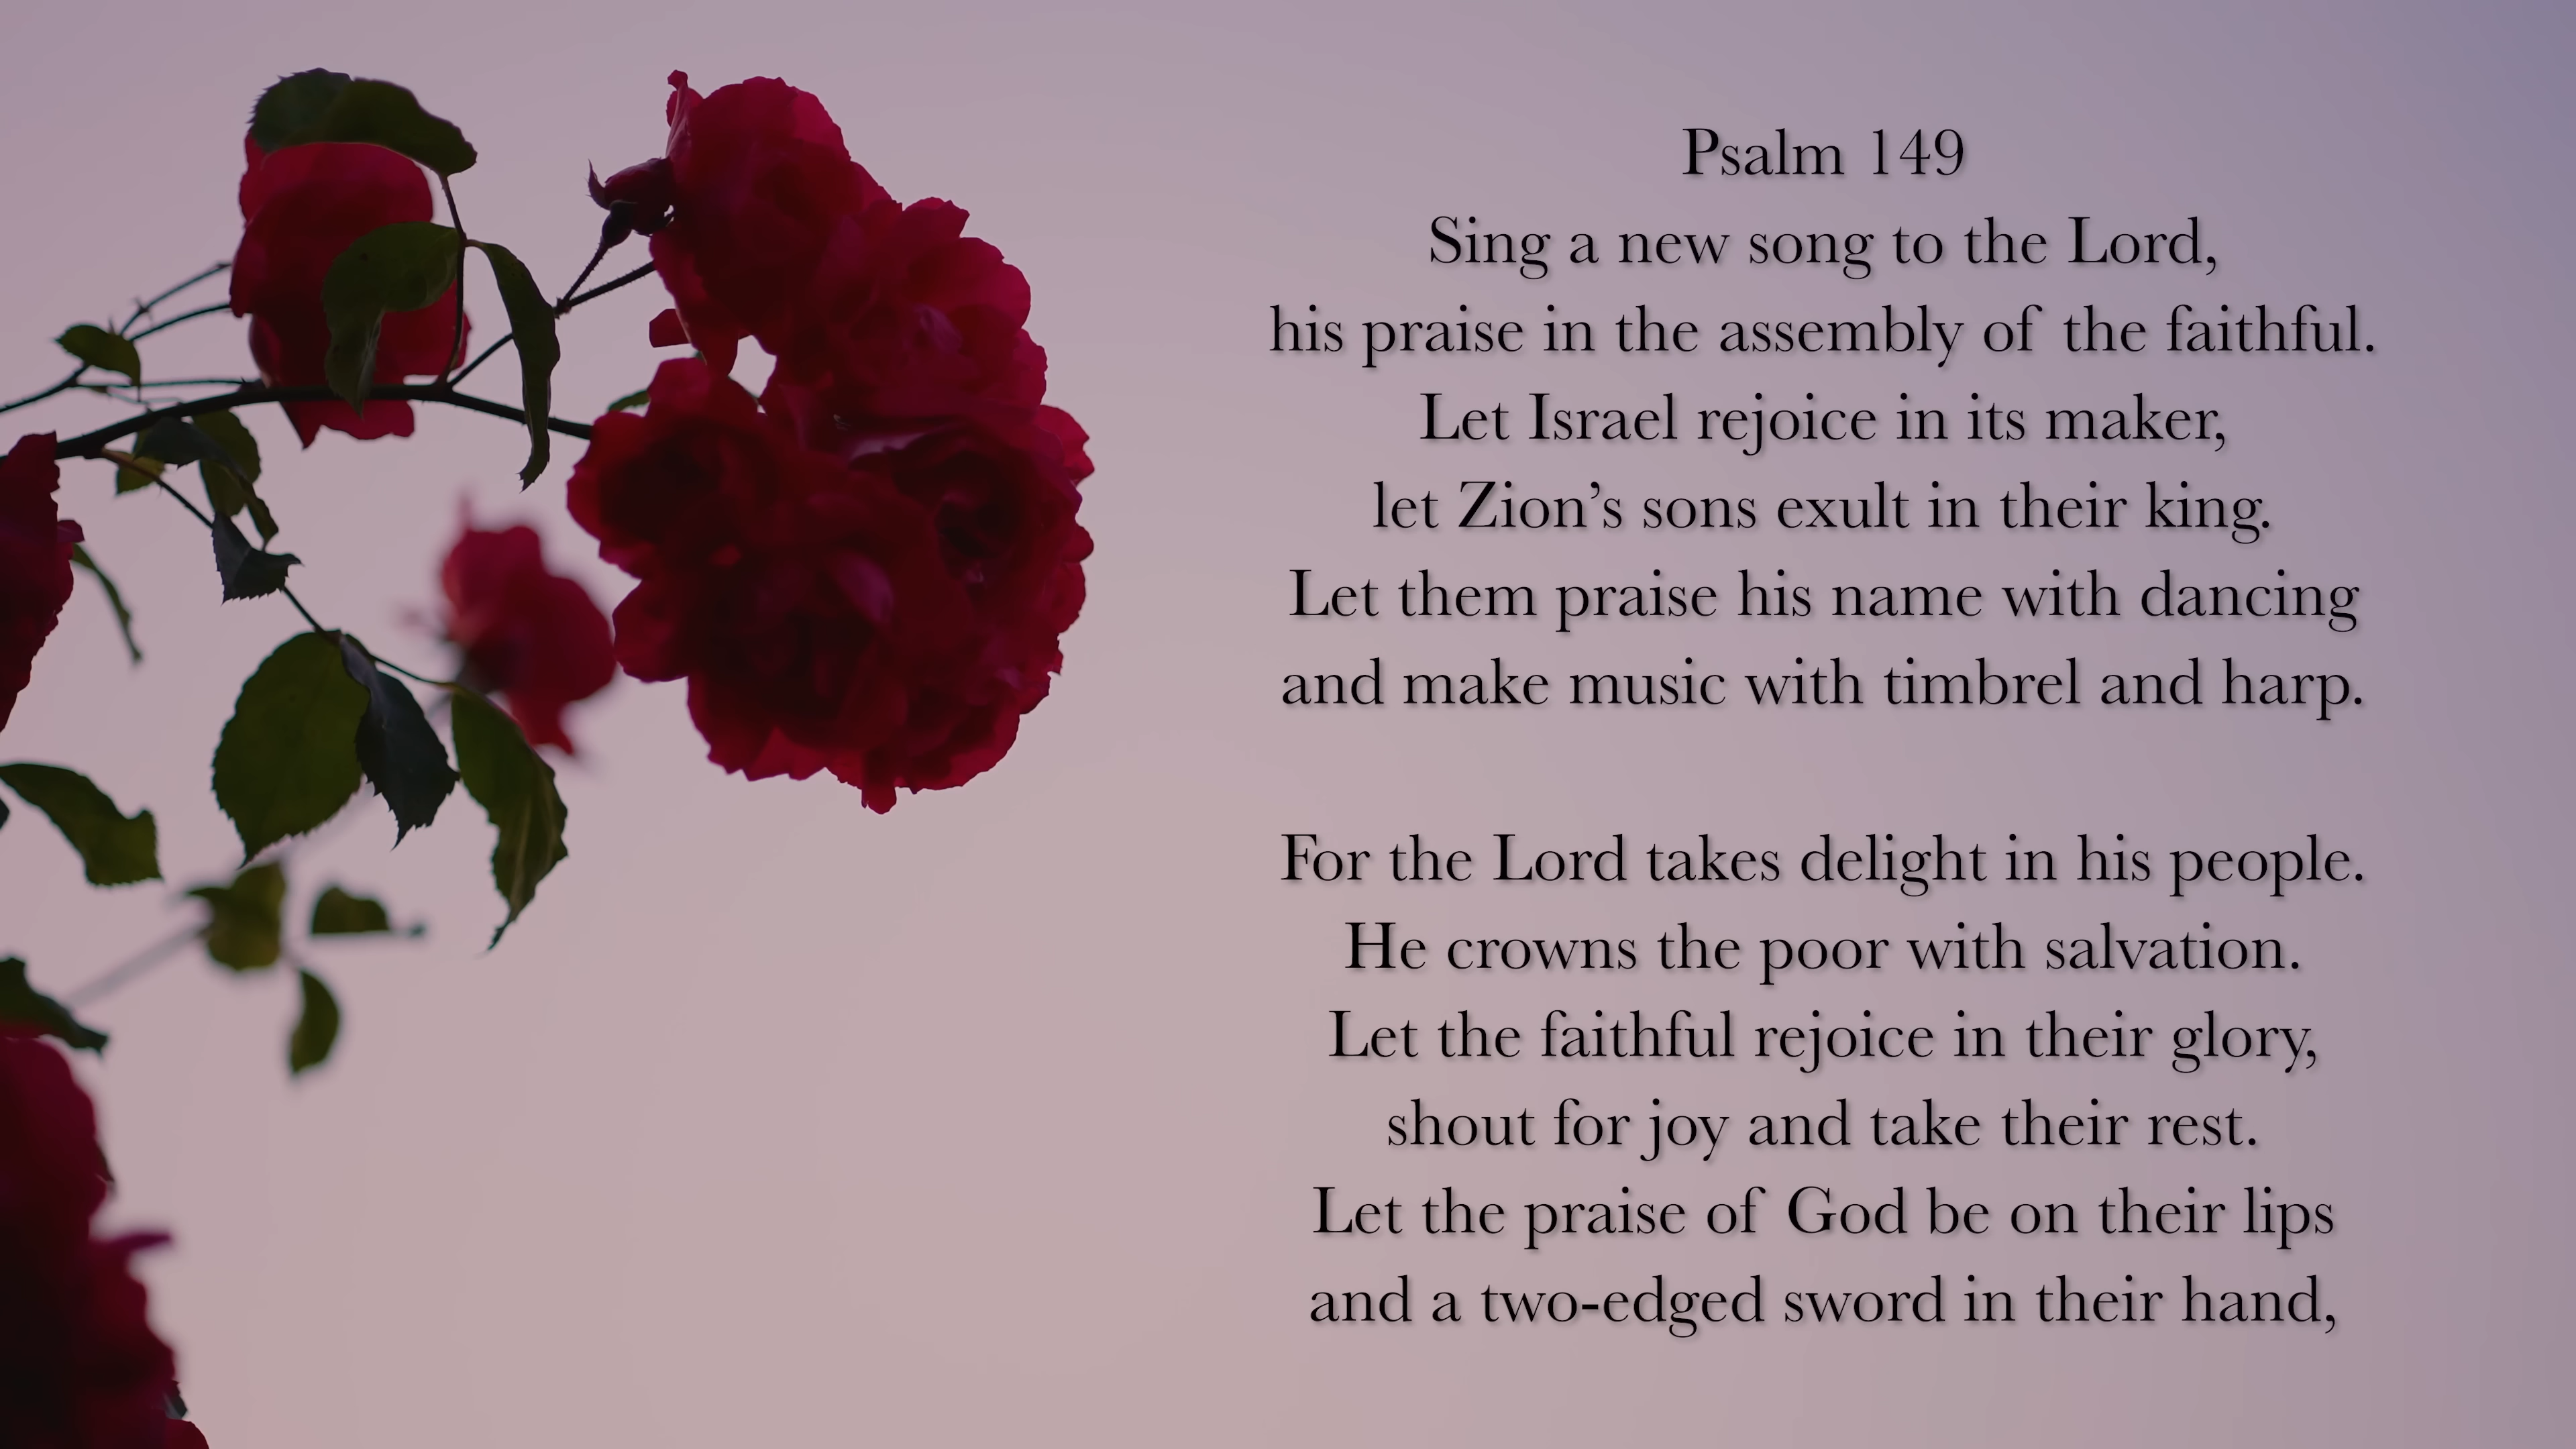 Psalm 149
Sing a new song to the Lord,
his praise in the assembly of the faithful.
Let Israel rejoice in its maker,
let Zion’s sons exult in their king.
Let them praise his name with dancing
and make music with timbrel and harp.
For the Lord takes delight in his people.
He crowns the poor with salvation.
Let the faithful rejoice in their glory,
shout for joy and take their rest.
Let the praise of God be on their lips
and a two-edged sword in their hand,